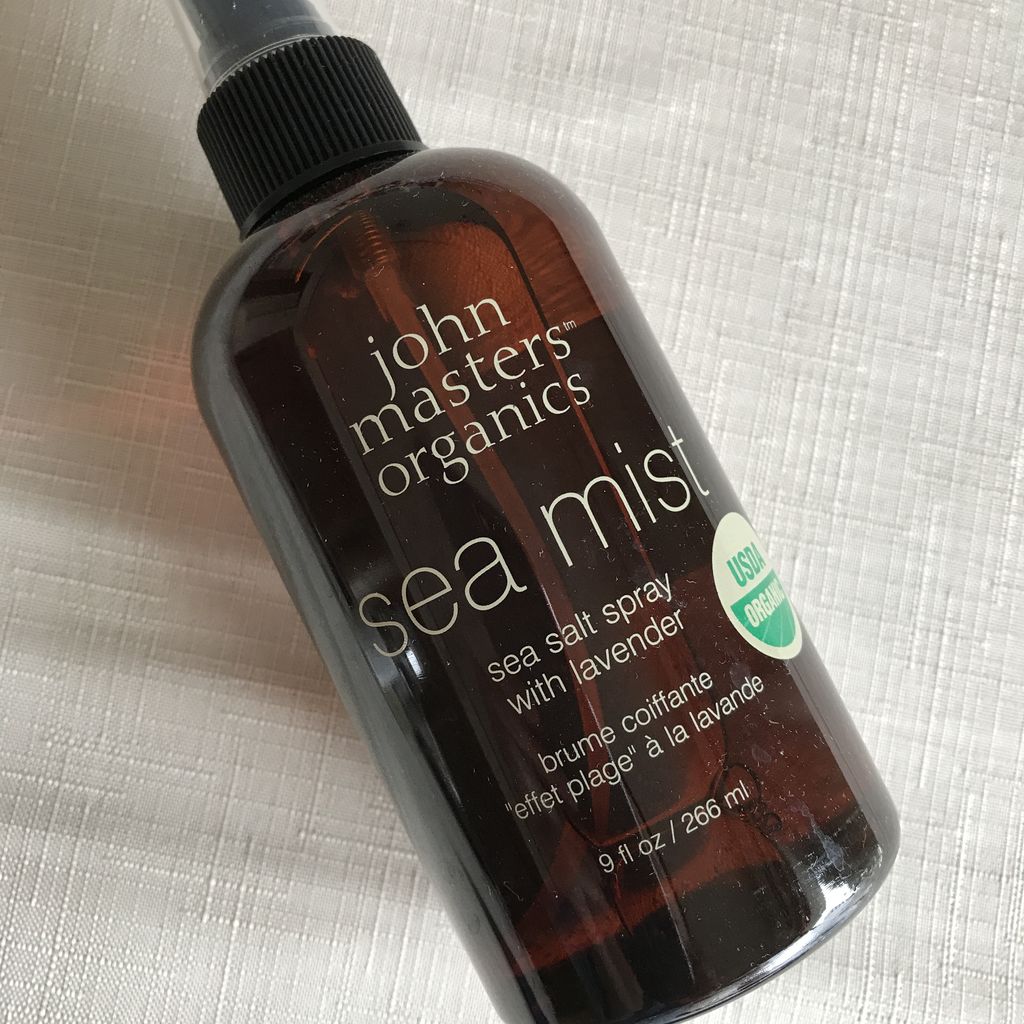 john
masters™
organics
sea mist
sea salt spray
with lavender
brume coiffante
"effet plage" à la lavande
9 fl oz / 266 ml
USDA
ORGANIC